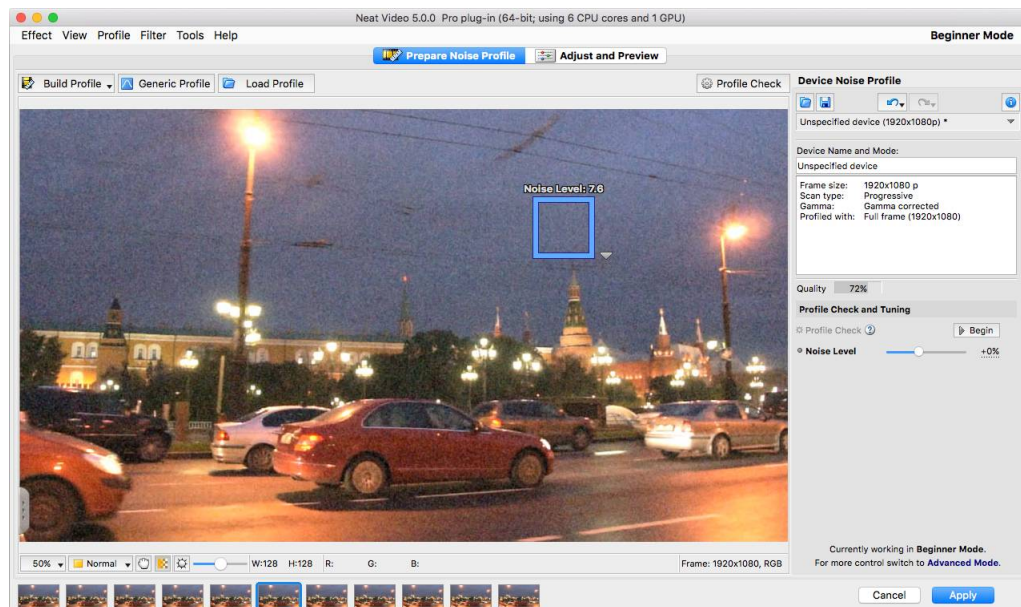 Neat Video 5.0.0 Pro plug-in (64-bit; using 6 CPU cores and 1 GPU)
Effect View Profile Filter Tools Help
Beginner Mode
Prepare Noise Profile
Adjust and Preview
Build Profile
Generic Profile
Load Profile
Profile Check
Device Noise Profile
Unspecified device (1920x1080p) *
Device Name and Mode:
Unspecified device
Frame size: 1920x1080 p
Scan type: Progressive
Gamma: Gamma corrected
Profiled with: Full frame (1920x1080)
Noise Level: 7.6
Quality 72%
Profile Check and Tuning
Profile Check
Begin
Noise Level +0%
Currently working in Beginner Mode.
For more control switch to Advanced Mode.
50% Normal W:128 H:128 R: G: B: Frame: 1920x1080, RGB
Cancel Apply